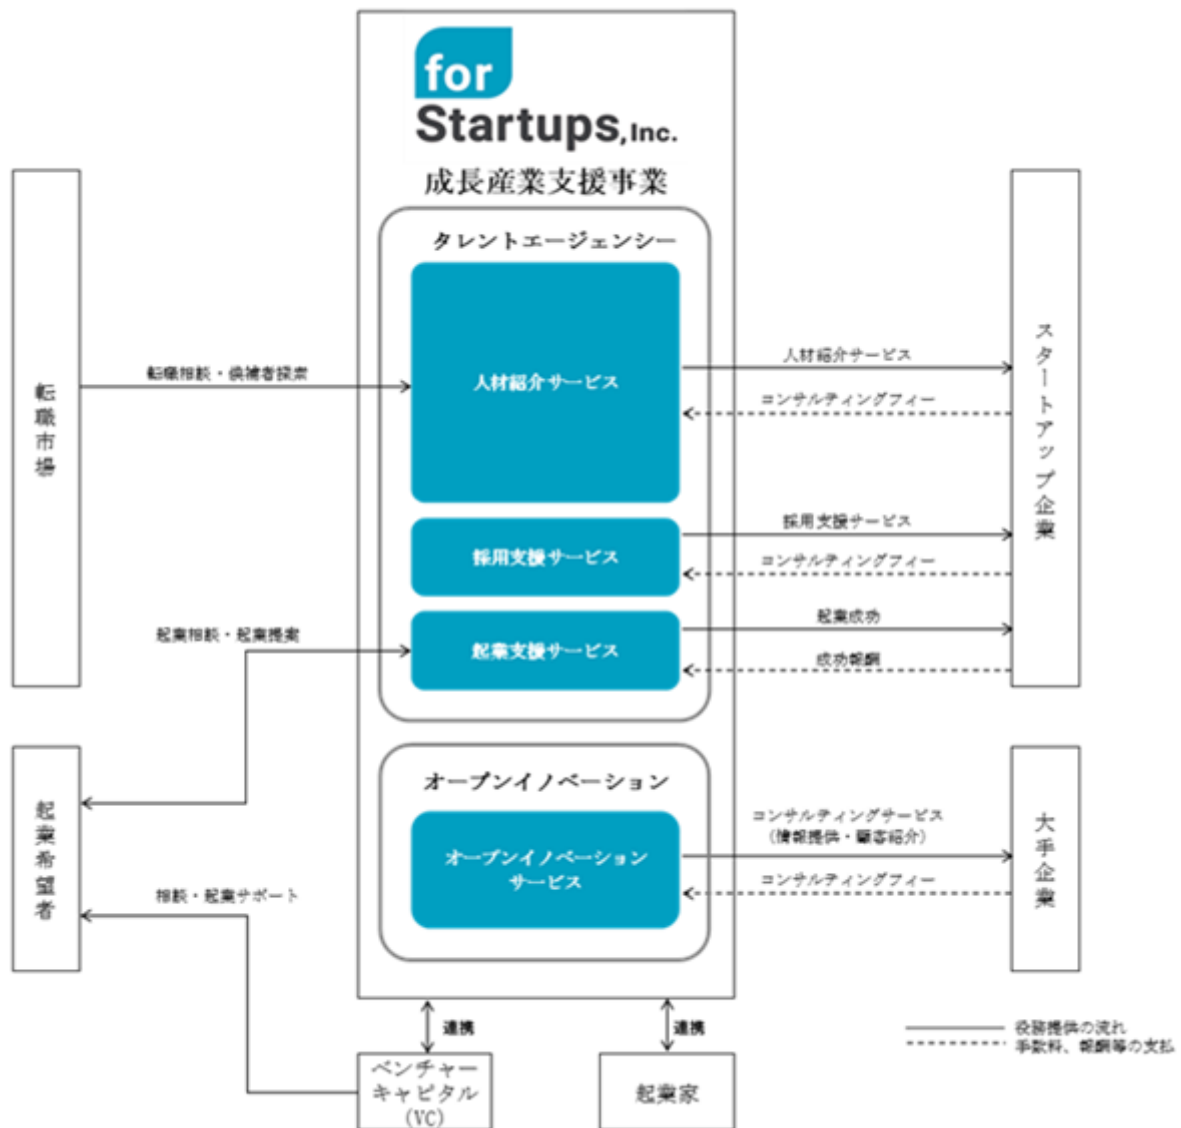 for
Startups,Inc.
成長産業支援事業
タレントエージェンシー
人材紹介サービス
採用支援サービス
起業支援サービス
オープンイノベーション
オープンイノベーション
サービス
転職市場
転職相談・候補者探索
起業相談・起業提案
起業希望者
相談・起業サポート
人材紹介サービス
コンサルティングフィー
採用支援サービス
コンサルティングフィー
起業成功
成功報酬
スタートアップ企業
コンサルティングサービス
(情報提供・顧客紹介)
コンサルティングフィー
大手企業
連携
連携
ベンチャー
キャピタル
(VC)
起業家
役務提供の流れ
手数料、報酬等の支払